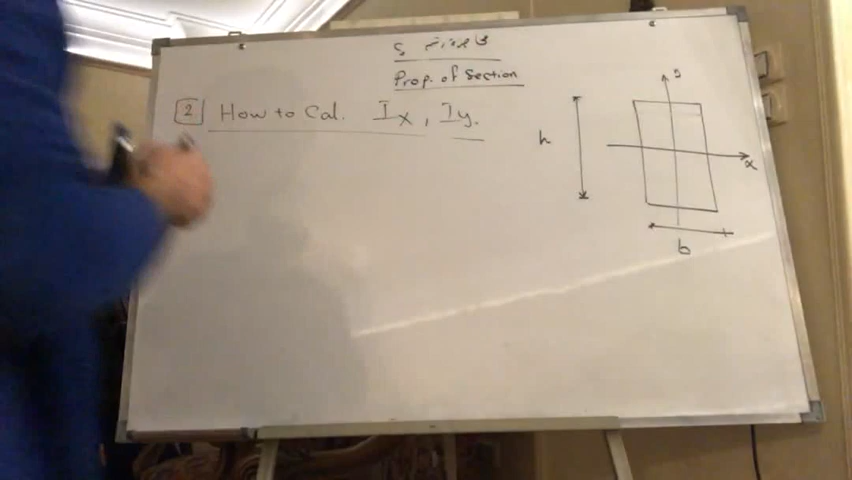 Prop. of Section
2 How to Cal. Ix, Iy.
y
h
x
b